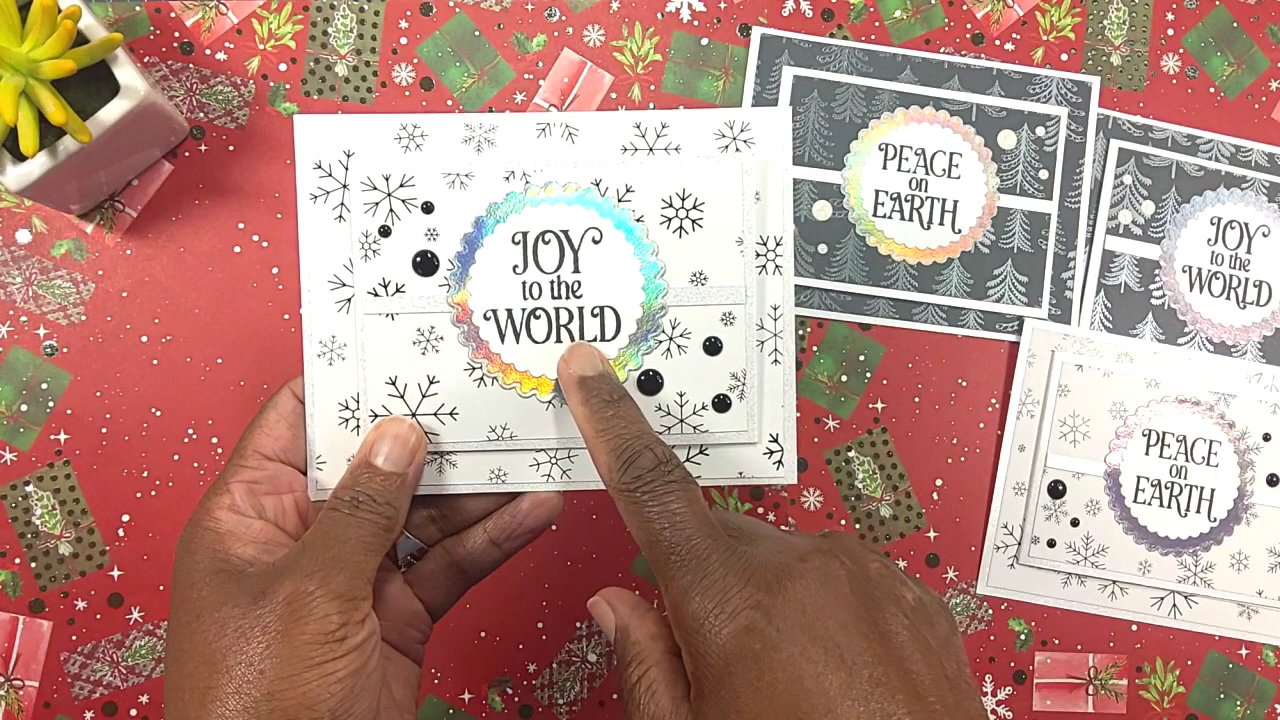 JOY
to the
WORLD
PEACE
on
EARTH
JOY
to the
WORLD
PEACE
on
EARTH